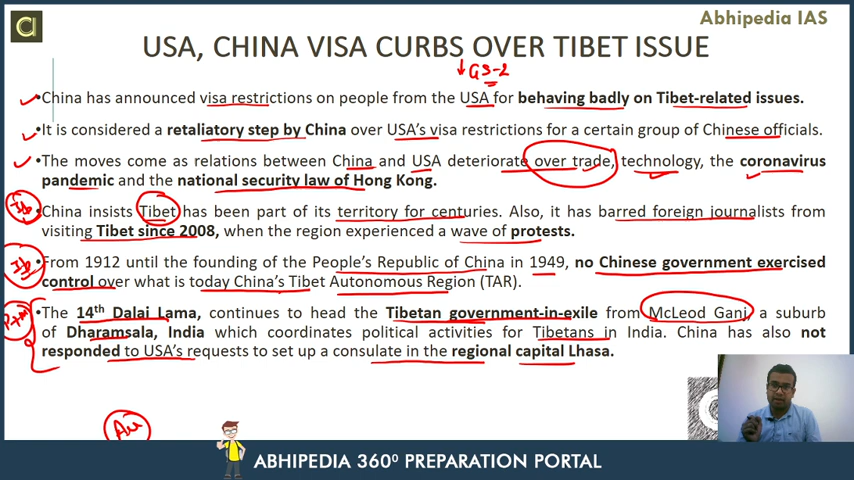 Abhipedia IAS
USA, CHINA VISA CURBS OVER TIBET ISSUE
GS-2
•China has announced visa restrictions on people from the USA for behaving badly on Tibet-related issues.
•It is considered a retaliatory step by China over USA's visa restrictions for a certain group of Chinese officials.
•The moves come as relations between China and USA deteriorate over trade, technology, the coronavirus
pandemic and the national security law of Hong Kong.
•China insists Tibet has been part of its territory for centuries. Also, it has barred foreign journalists from
visiting Tibet since 2008, when the region experienced a wave of protests.
•From 1912 until the founding of the People's Republic of China in 1949, no Chinese government exercised
control over what is today China's Tibet Autonomous Region (TAR).
•The 14th Dalai Lama, continues to head the Tibetan government-in-exile from McLeod Ganj, a suburb
of Dharamsala, India which coordinates political activities for Tibetans in India. China has also not
responded to USA's requests to set up a consulate in the regional capital Lhasa.
ABHIPEDIA 360⁰ PREPARATION PORTAL